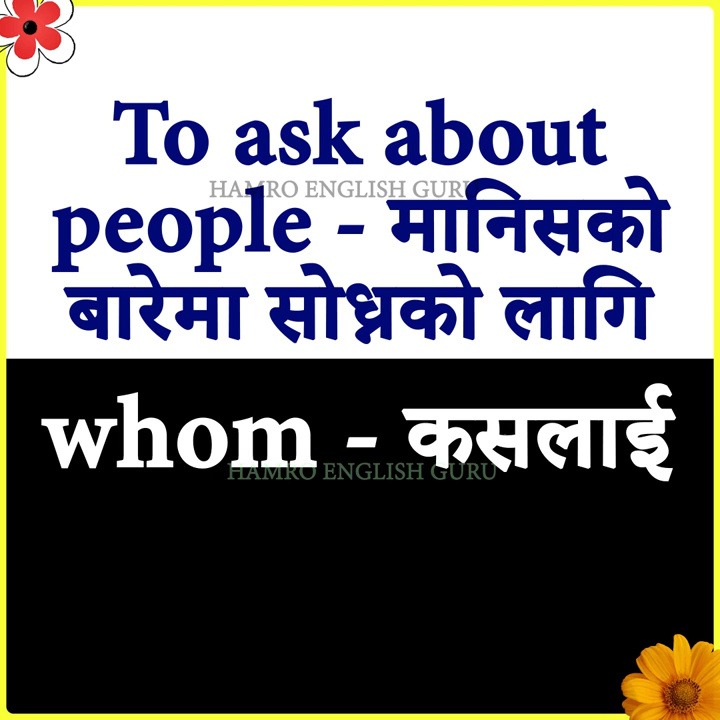 To ask about
HAMRO ENGLISH GURU
people - मानिसको
बारेमा सोध्नको लागि
whom - कसलाई
HAMRO ENGLISH GURU